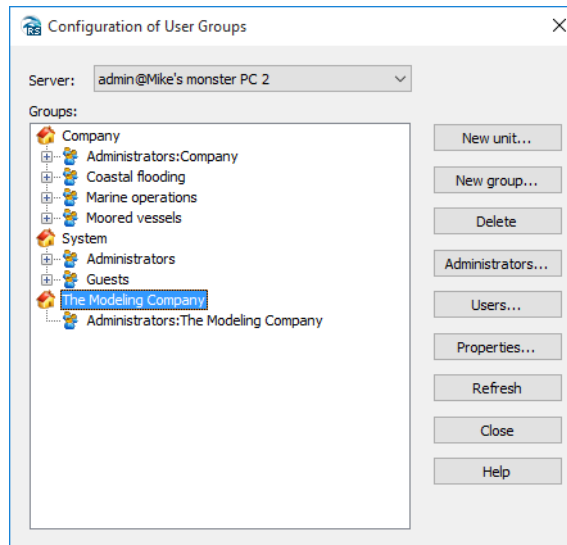 Configuration of User Groups
Server: admin@Mike's monster PC 2
Groups:
Company
Administrators:Company
Coastal flooding
Marine operations
Moored vessels
System
Administrators
Guests
The Modeling Company
Administrators:The Modeling Company
New unit...
New group...
Delete
Administrators...
Users...
Properties...
Refresh
Close
Help